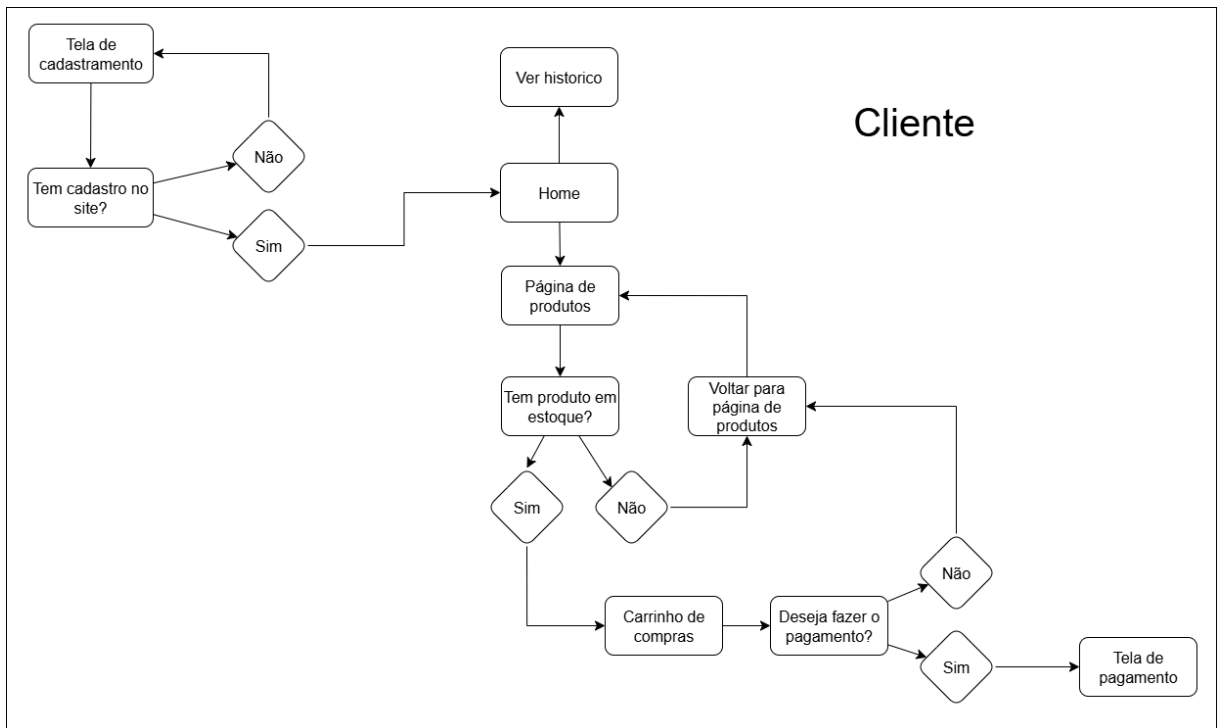 Tela de
cadastramento
Ver historico
Cliente
Não
Tem cadastro no
site?
Home
Sim
Página de
produtos
Tem produto em
estoque?
Voltar para
página de
produtos
Sim
Não
Não
Carrinho de
compras
Deseja fazer o
pagamento?
Sim
Tela de
pagamento